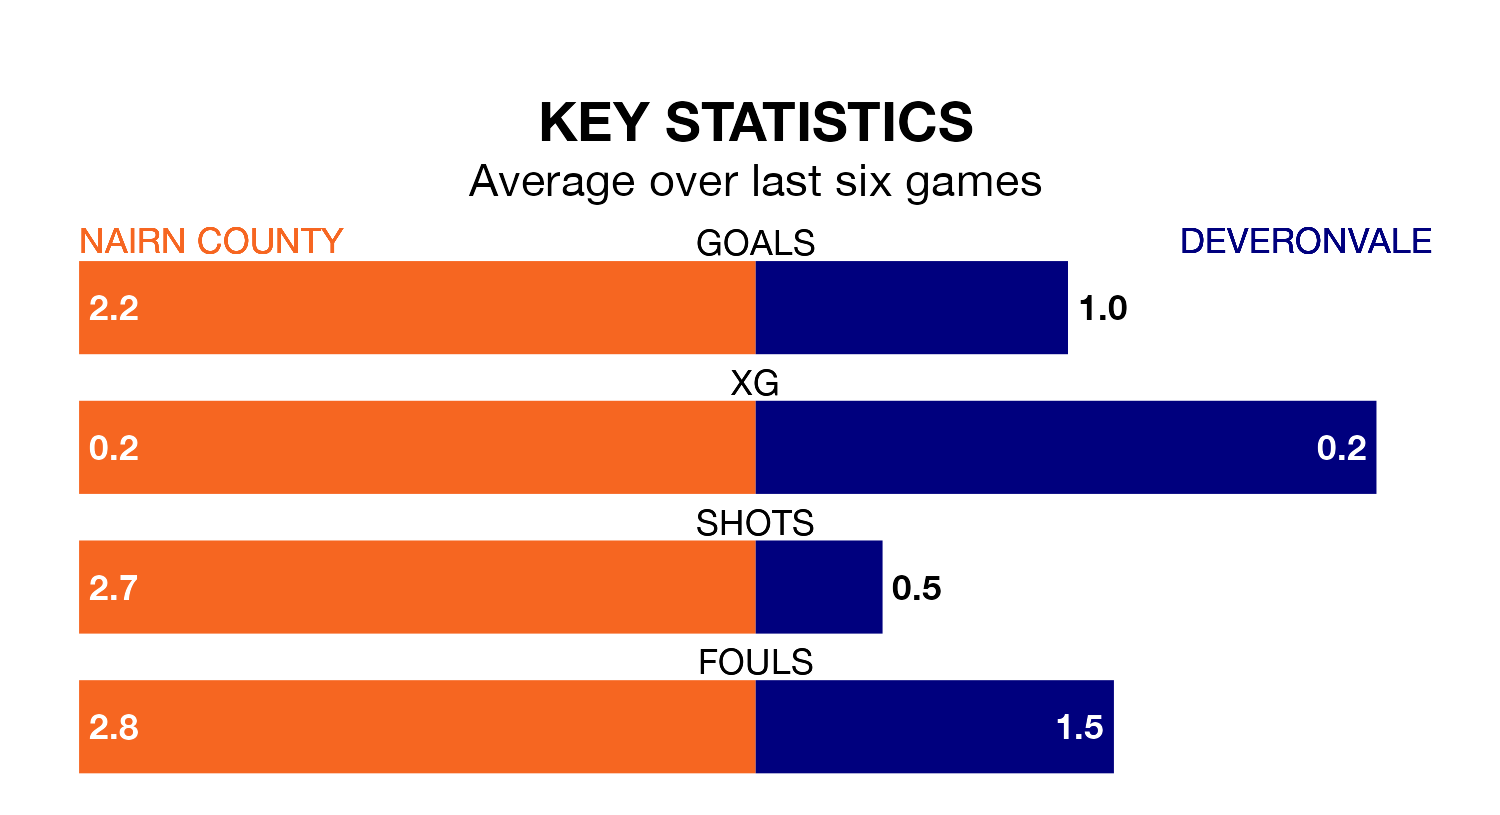 KEY STATISTICS
Average over last six games
NAIRN COUNTY GOALS DEVERONVALE
2.2 1.0
XG
0.2 0.2
SHOTS
2.7 0.5
FOULS
2.8 1.5